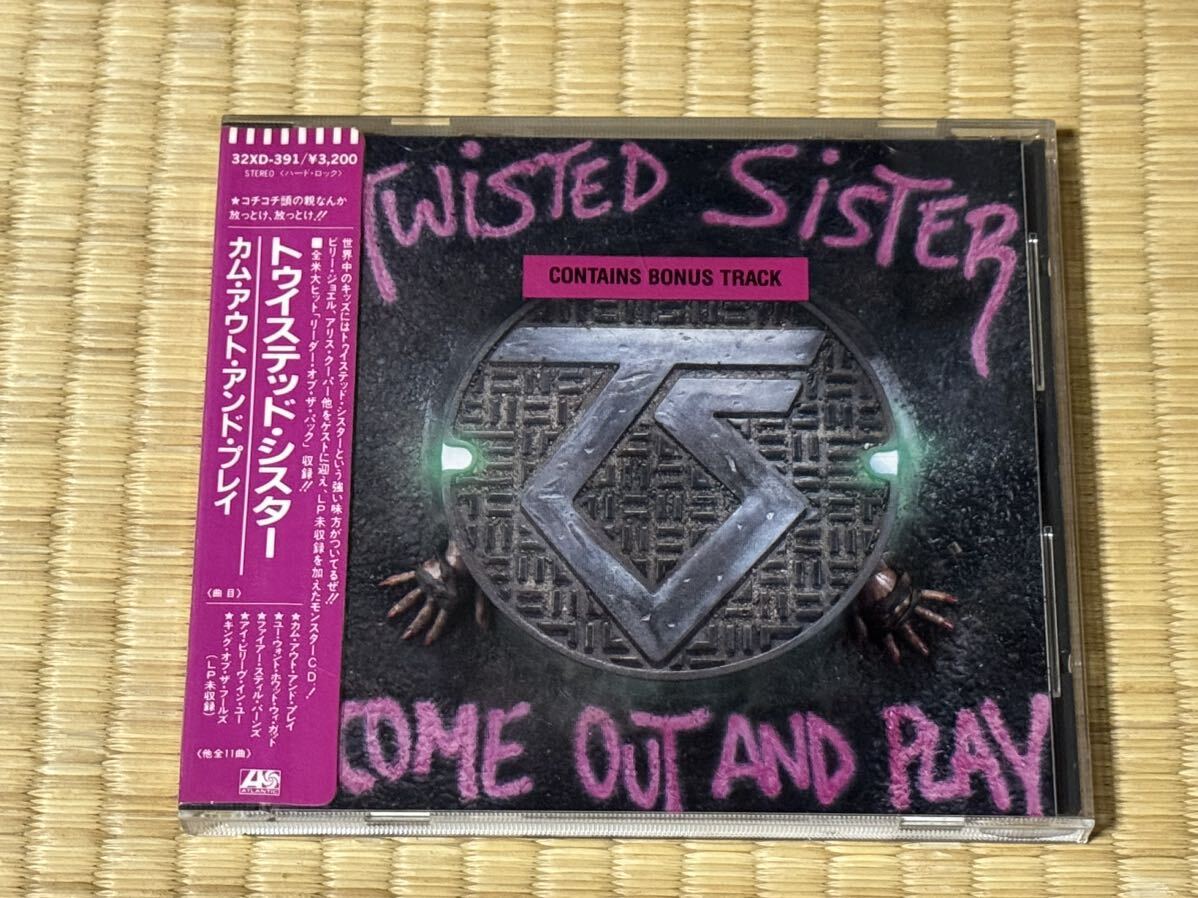 32XD-391/¥3,200
STEREO〈ハード・ロック〉
★コチコチ頭の親なんか
放っとけ、放っとけ!!
トゥイステッド・シスター
カム・アウト・アンド・プレイ
世界中のキッズにはトゥイステッド・シスターという強い味方がついてるぜ!!
ビリー・ジョエル、アリス・クーパー他をゲストに迎え、LP未収録を加えたモンスターC.D.!
■全米大ヒット「リーダー・オブ・ザ・パック」収録!!
〈曲目〉
★カム・アウト・アンド・プレイ
★ユー・ウォント・ホワット・ウィ・ガット
★ファイアー・スティル・バーンズ
★アイ・ビリーヴ・イン・ユー
★キング・オブ・ザ・フールズ
(LP未収録)
〈他全11曲〉
ATLANTIC
TWISTED SISTER
CONTAINS BONUS TRACK
TS
COME OUT AND PLAY